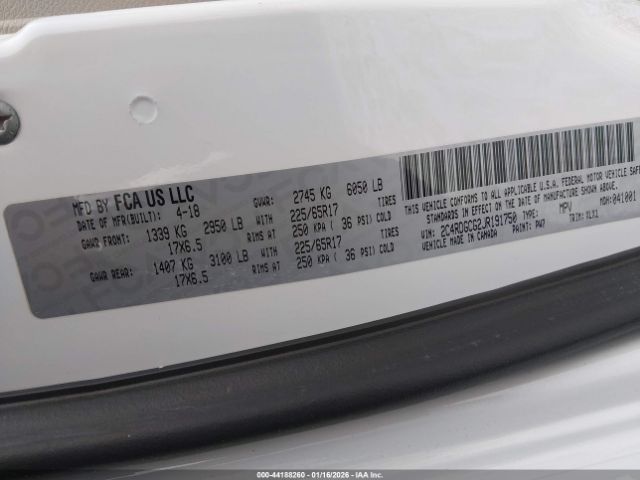 MFD BY FCA US LLC
DATE OF MFR(BUILT): 4-18 GVWR: 2745 KG 6050 LB
GAWR FRONT: 1339 KG 2950 LB WITH 225/65R17 TIRES
17X6.5 RIMS AT 250 KPA ( 36 PSI) COLD
GAWR REAR: 1407 KG 3100 LB WITH 225/65R17 TIRES
17X6.5 RIMS AT 250 KPA ( 36 PSI) COLD
THIS VEHICLE CONFORMS TO ALL APPLICABLE U.S.A. FEDERAL MOTOR VEHICLE
STANDARDS IN EFFECT ON THE DATE OF MANUFACTURE SHOWN ABOVE.
VIN: 2C4RDGCG2JR191750 TYPE: MPV MDH:041001
MADE IN CANADA PAINT: PW7
000-44188260 - 01/16/2026 - IAA Inc.